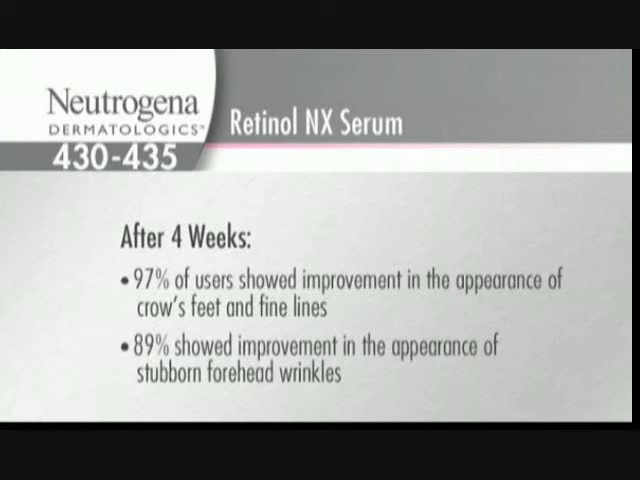 Neutrogena
DERMATOLOGICS
430-435
Retinol NX Serum
After 4 Weeks:
•97% of users showed improvement in the appearance of
crow's feet and fine lines
•89% showed improvement in the appearance of
stubborn forehead wrinkles